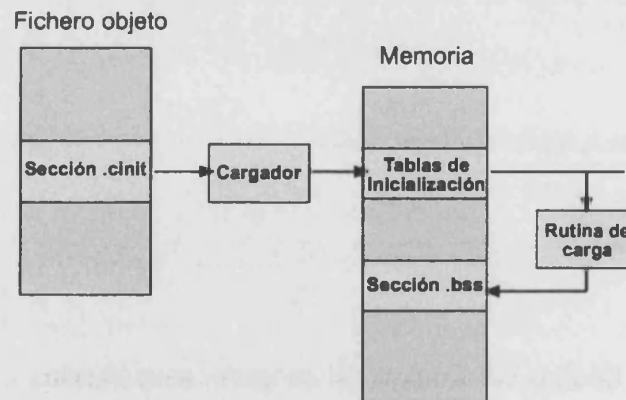 Fichero objeto
Memoria
Sección .cinit
Cargador
Tablas de
Inicialización
Rutina de
carga
Sección .bss